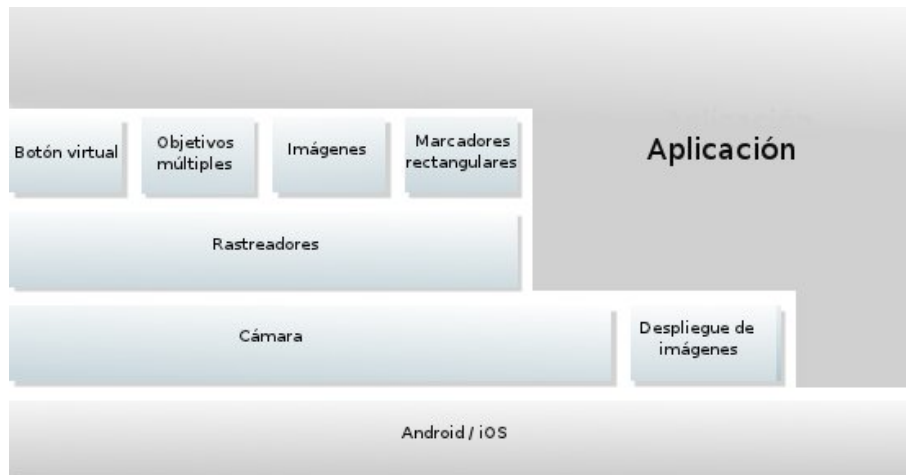 Aplicación
Botón virtual
Objetivos
múltiples
Imágenes
Marcadores
rectangulares
Rastreadores
Cámara
Despliegue de
imágenes
Android / iOS